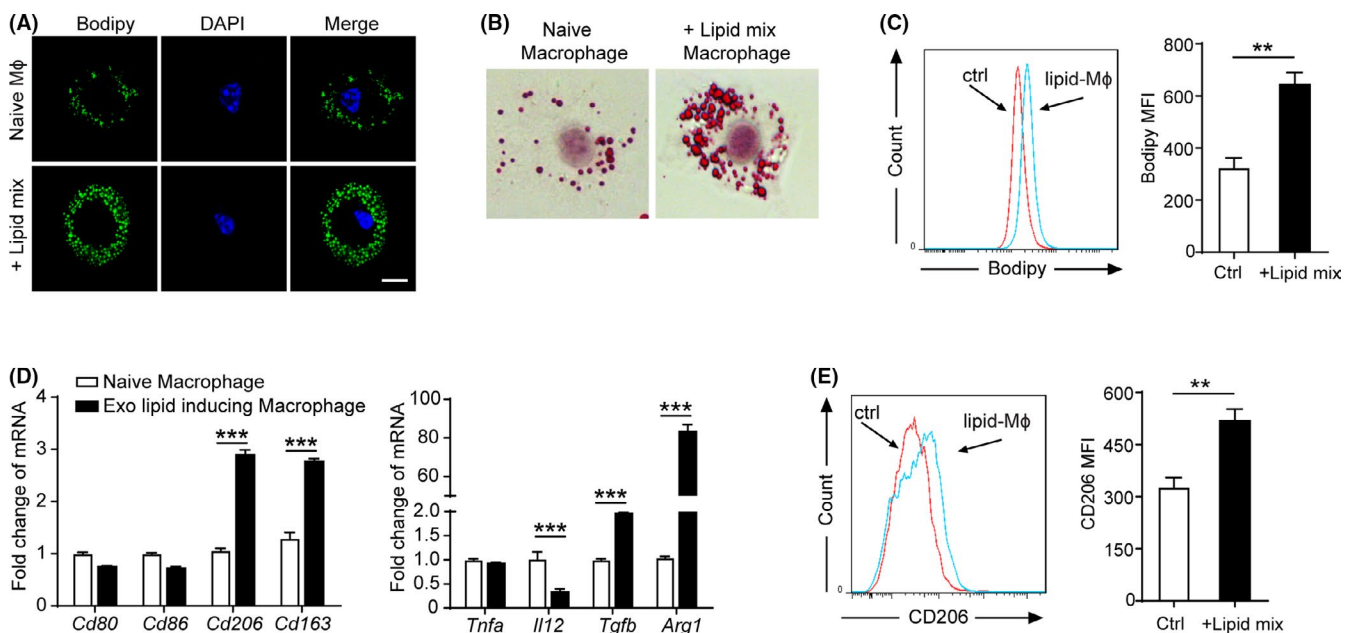 (A)
Bodipy DAPI Merge
Naive Mϕ
+ Lipid mix
(B)
Naive Macrophage
+ Lipid mix Macrophage
(C)
ctrl
lipid-Mϕ
Count
0
Bodipy
Bodipy MFI
800
600
400
200
0
**
Ctrl +Lipid mix
(D)
Naive Macrophage
Exo lipid inducing Macrophage
Fold change of mRNA
4
3
2
1
0
*** ***
Cd80 Cd86 Cd206 Cd163
Fold change of mRNA
100
80
60
40
2.0
1.5
1.0
0.5
0
*** *** ***
Tnfa Il12 Tgfb Arg1
(E)
ctrl
lipid-Mϕ
Count
0
CD206
CD206 MFI
600
450
300
150
0
**
Ctrl +Lipid mix